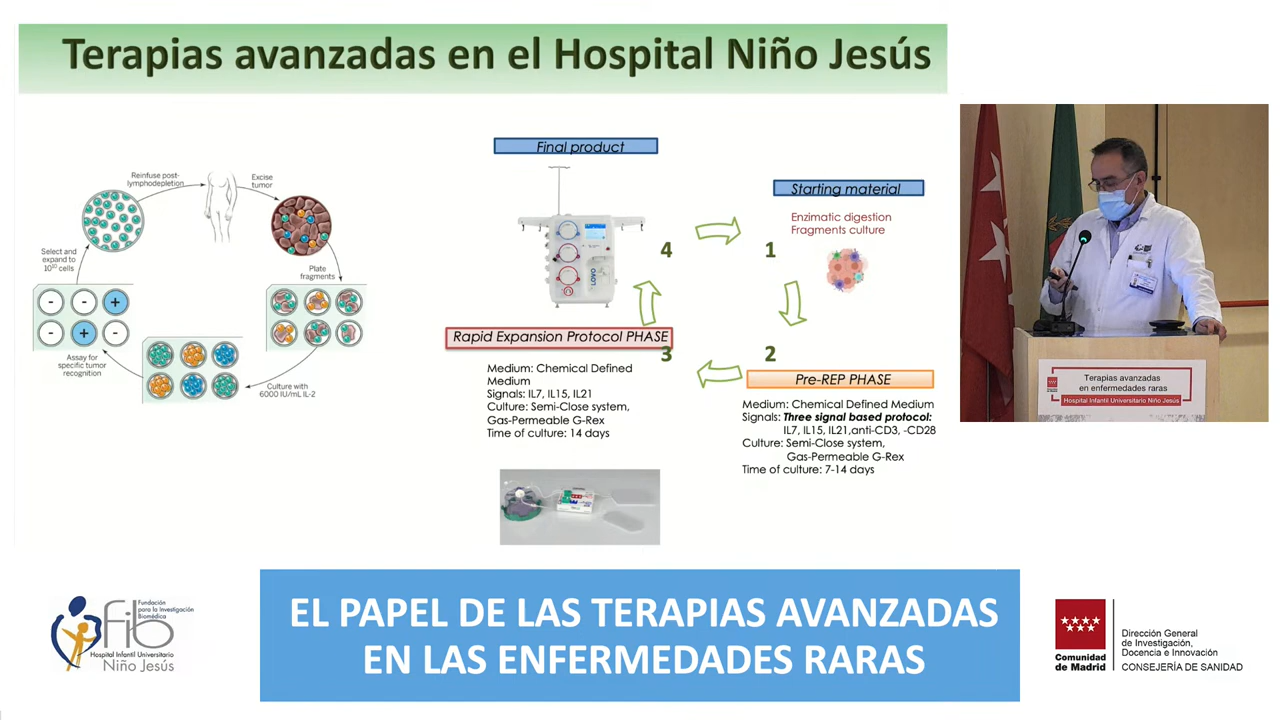 Terapias avanzadas en el Hospital Niño Jesús
Reinfuse post-
lymphodepletion
Excise
tumor
Select and
expand to
10¹⁰ cells
Plate
fragments
- - +
- + -
Assay for
specific tumor
recognition
Culture with
6000 IU/mL IL-2
Final product
LOVO
4
Starting material
Enzimatic digestion
Fragments culture
1
Rapid Expansion Protocol PHASE
3
Medium: Chemical Defined
Medium
Signals: IL7, IL15, IL21
Culture: Semi-Close system,
Gas-Permeable G-Rex
Time of culture: 14 days
2
Pre-REP PHASE
Medium: Chemical Defined Medium
Signals: Three signal based protocol:
IL7, IL15, IL21,anti-CD3, -CD28
Culture: Semi-Close system,
Gas-Permeable G-Rex
Time of culture: 7-14 days
Terapias avanzadas
en enfermedades raras
Hospital Infantil Universitario Niño Jesús
fib
Fundación
para la Investigación
Biomédica
Hospital Infantil Universitario
Niño Jesús
EL PAPEL DE LAS TERAPIAS AVANZADAS
EN LAS ENFERMEDADES RARAS
Comunidad
de Madrid
Dirección General
de Investigación,
Docencia e Innovación
CONSEJERÍA DE SANIDAD